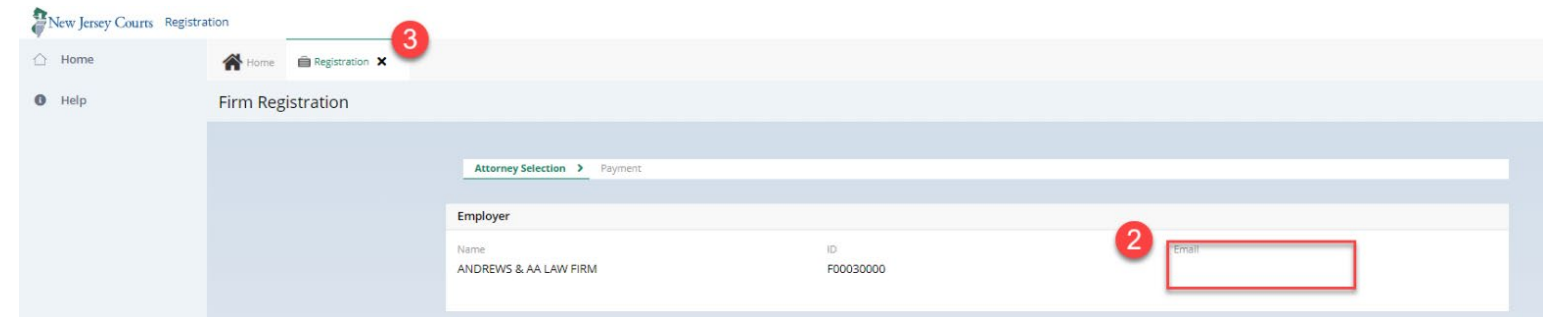 New Jersey Courts Registration
3
Home
Home Registration X
Help
Firm Registration
Attorney Selection > Payment
Employer
2
Name ID Email
ANDREWS & AA LAW FIRM F00030000